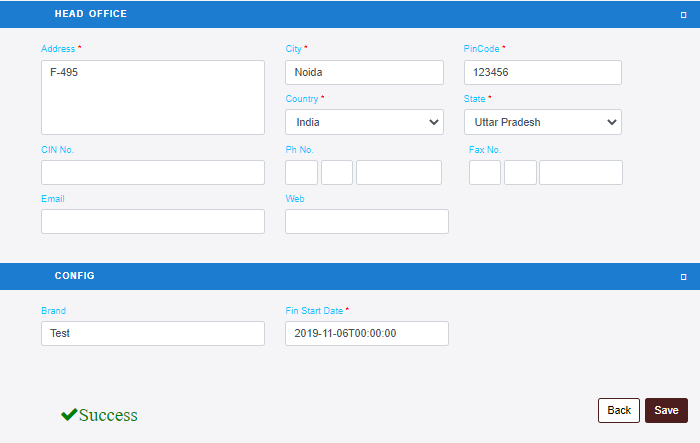 HEAD OFFICE
Address * City * PinCode *
F-495 Noida 123456
Country * State *
India Uttar Pradesh
CIN No. Ph No. Fax No.
Email Web
CONFIG
Brand Fin Start Date *
Test 2019-11-06T00:00:00
Success Back Save